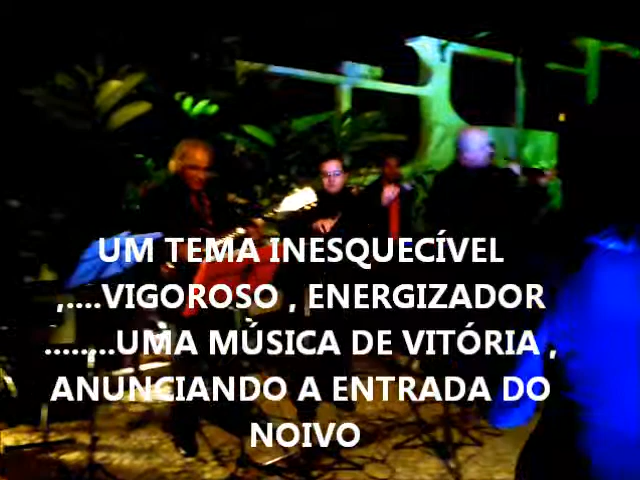 UM TEMA INESQUECÍVEL
,....VIGOROSO , ENERGIZADOR
........UMA MÚSICA DE VITÓRIA ,
ANUNCIANDO A ENTRADA DO
NOIVO